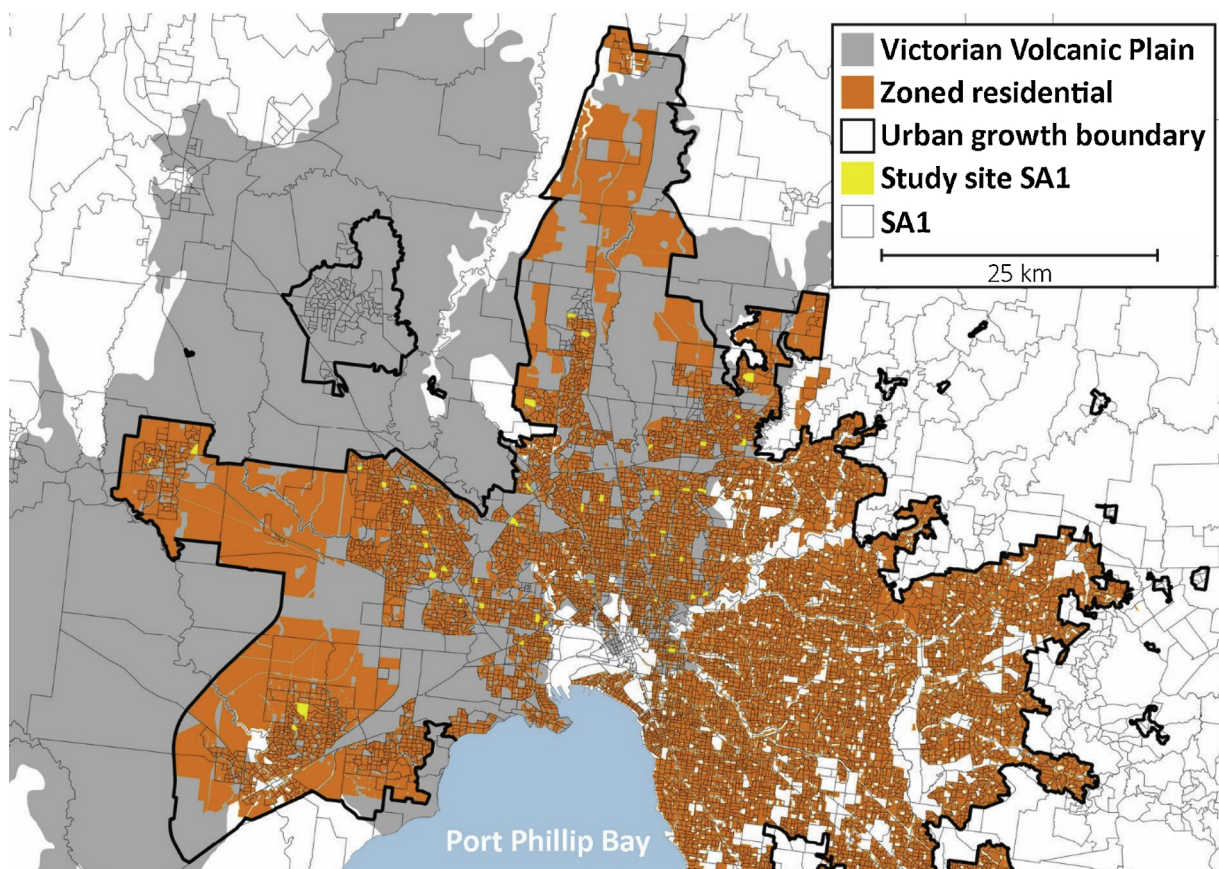 Victorian Volcanic Plain
Zoned residential
Urban growth boundary
Study site SA1
SA1
25 km
Port Phillip Bay